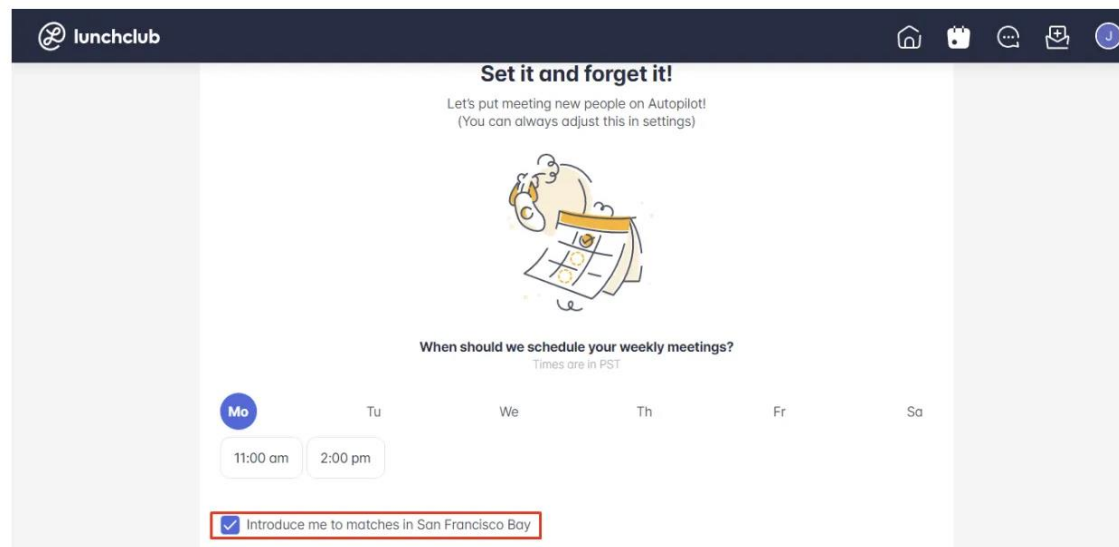 lunchclub
J
Set it and forget it!
Let's put meeting new people on Autopilot!
(You can always adjust this in settings)
When should we schedule your weekly meetings?
Times are in PST
Mo Tu We Th Fr Sa
11:00 am 2:00 pm
Introduce me to matches in San Francisco Bay